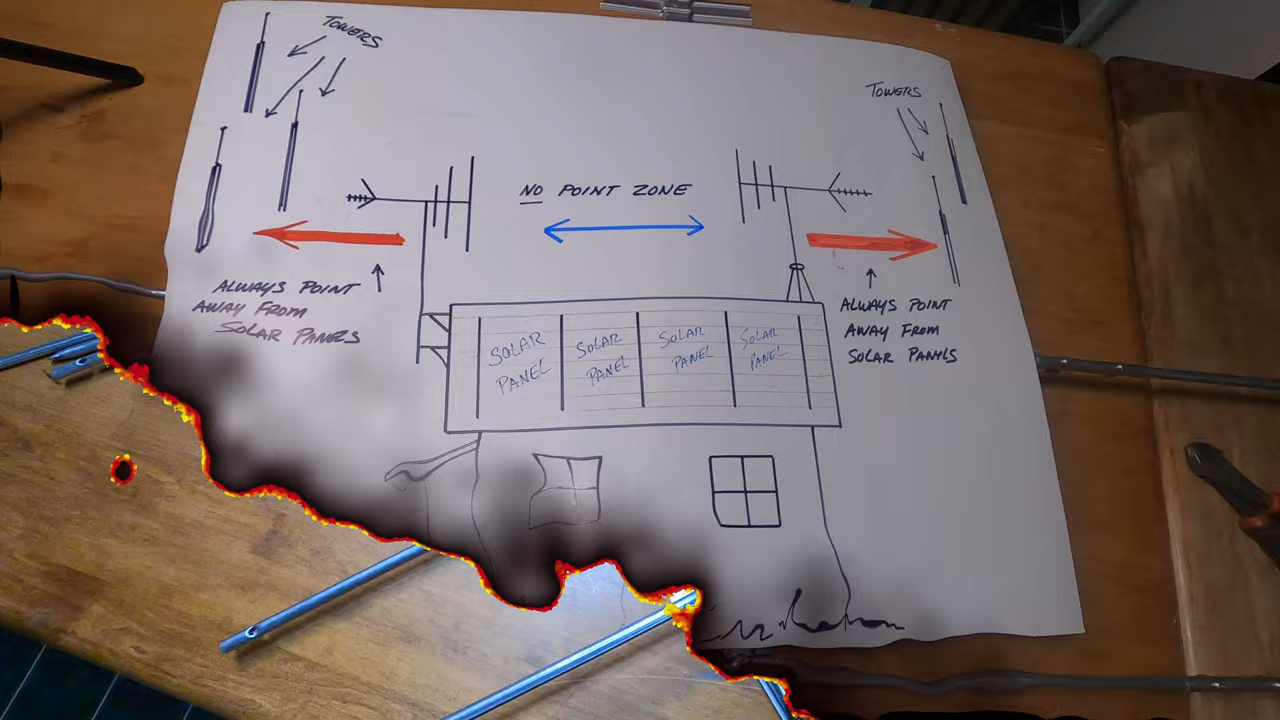 TOWERS
TOWERS
NO POINT ZONE
ALWAYS POINT
AWAY FROM
SOLAR PANELS
ALWAYS POINT
AWAY FROM
SOLAR PANELS
SOLAR
PANEL
SOLAR
PANEL
SOLAR
PANEL
SOLAR
PANEL